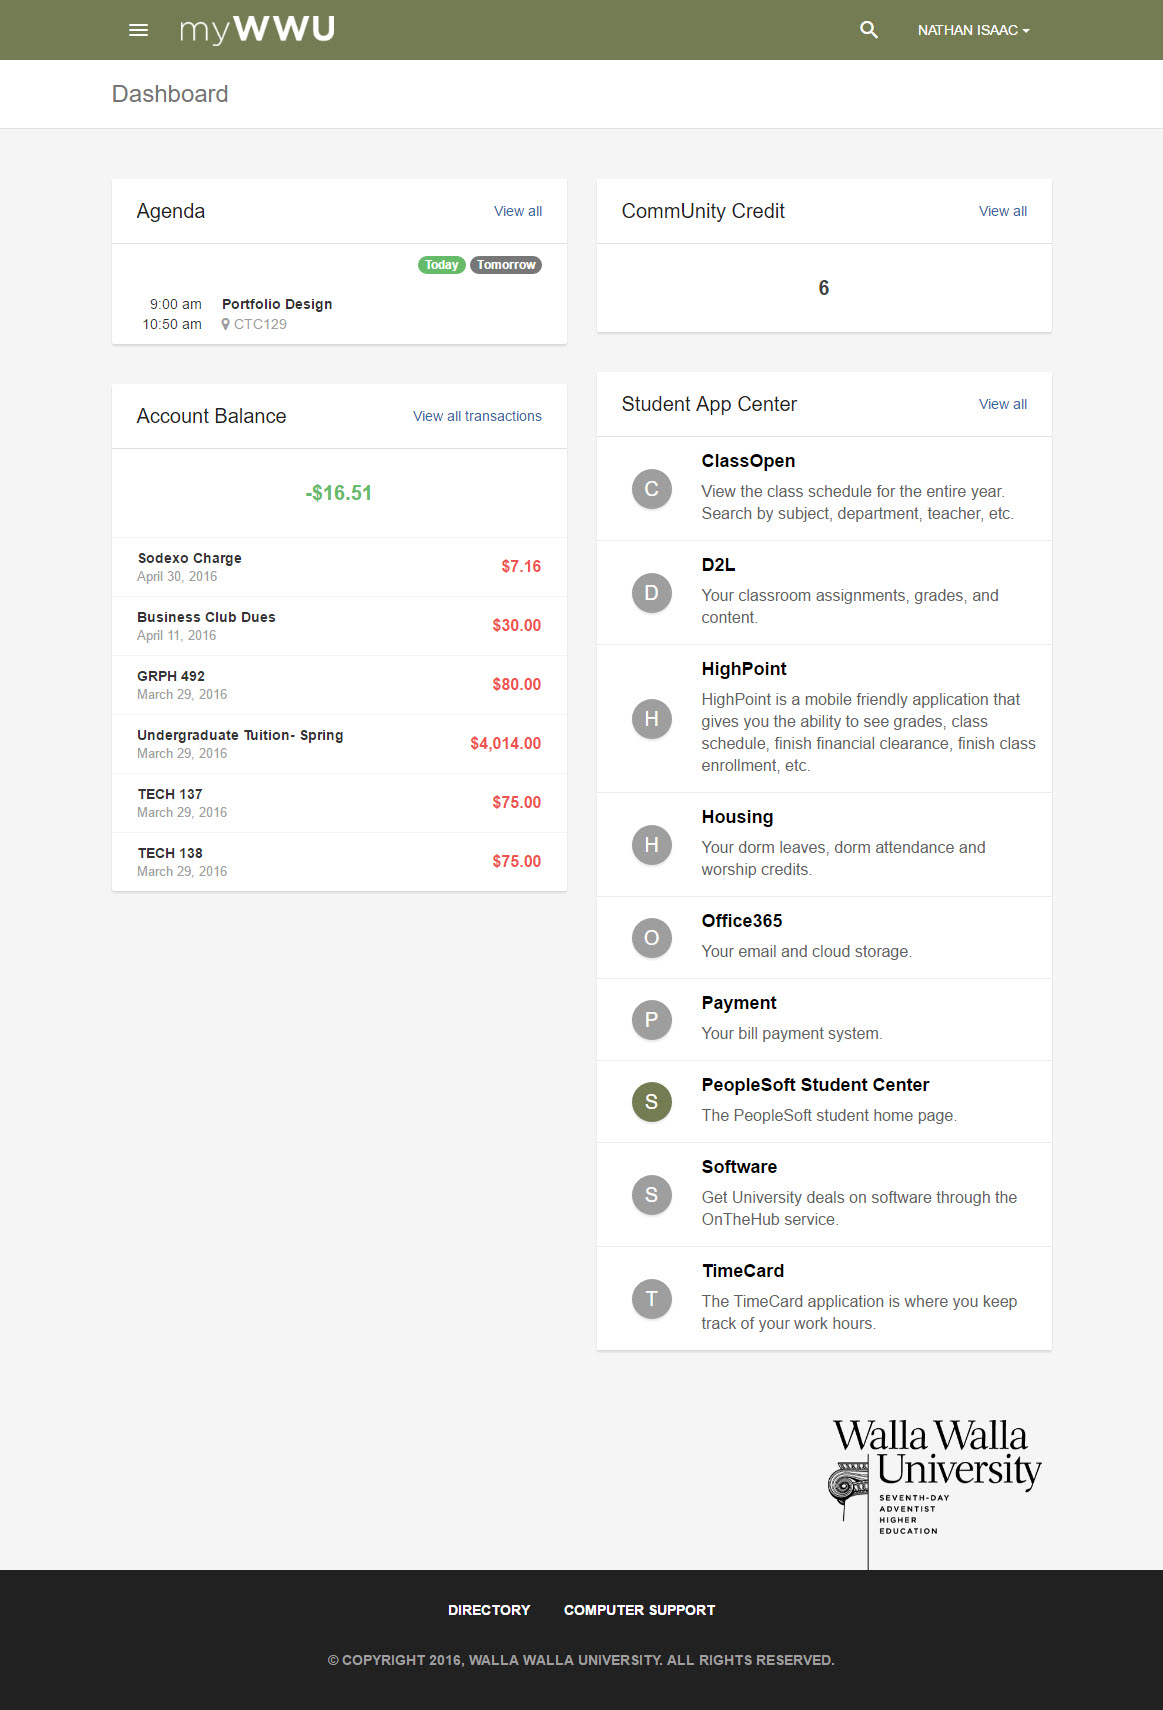 myWWU
NATHAN ISAAC
Dashboard
Agenda
View all
Today Tomorrow
9:00 am Portfolio Design
10:50 am CTC129
Account Balance
View all transactions
-$16.51
Sodexo Charge
April 30, 2016
$7.16
Business Club Dues
April 11, 2016
$30.00
GRPH 492
March 29, 2016
$80.00
Undergraduate Tuition- Spring
March 29, 2016
$4,014.00
TECH 137
March 29, 2016
$75.00
TECH 138
March 29, 2016
$75.00
CommUnity Credit
View all
6
Student App Center
View all
C
ClassOpen
View the class schedule for the entire year.
Search by subject, department, teacher, etc.
D
D2L
Your classroom assignments, grades, and
content.
H
HighPoint
HighPoint is a mobile friendly application that
gives you the ability to see grades, class
schedule, finish financial clearance, finish class
enrollment, etc.
H
Housing
Your dorm leaves, dorm attendance and
worship credits.
O
Office365
Your email and cloud storage.
P
Payment
Your bill payment system.
S
PeopleSoft Student Center
The PeopleSoft student home page.
S
Software
Get University deals on software through the
OnTheHub service.
T
TimeCard
The TimeCard application is where you keep
track of your work hours.
Walla Walla
University
SEVENTH-DAY
ADVENTIST
HIGHER
EDUCATION
DIRECTORY COMPUTER SUPPORT
© COPYRIGHT 2016, WALLA WALLA UNIVERSITY. ALL RIGHTS RESERVED.